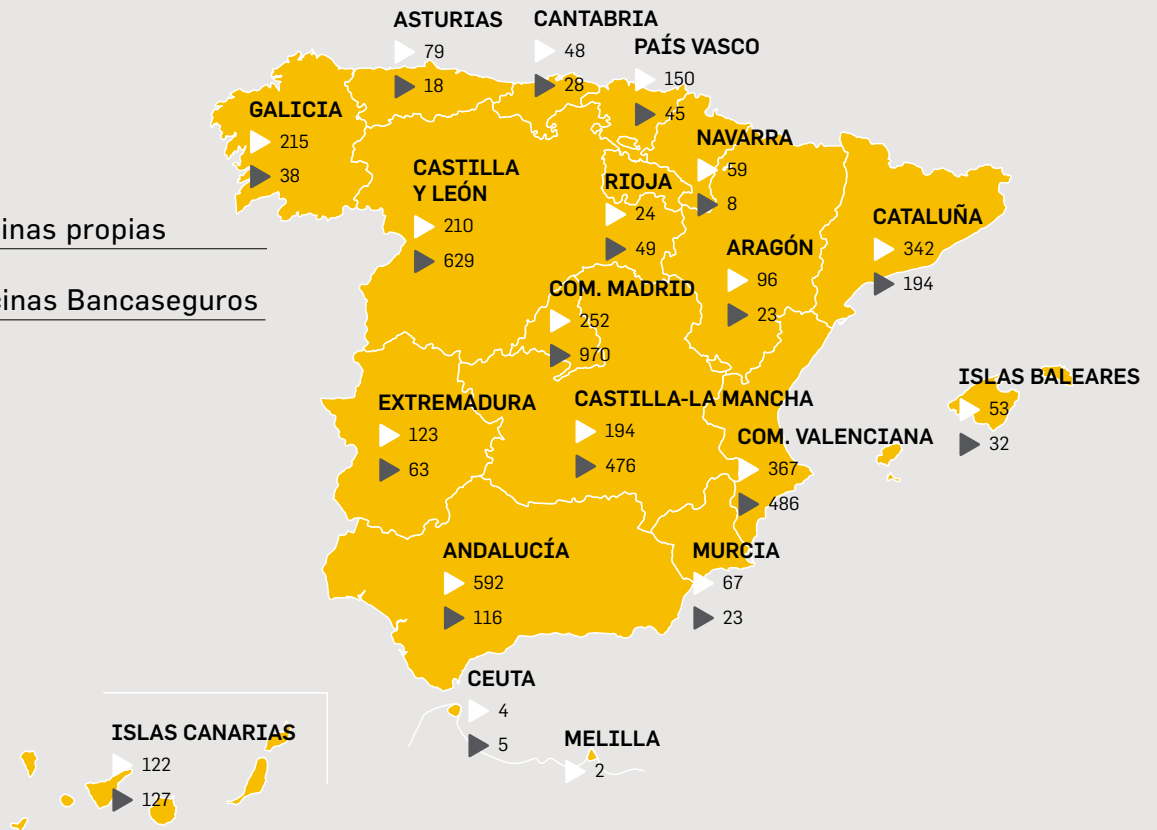 ASTURIAS
79
18
CANTABRIA
48
28
PAÍS VASCO
150
45
GALICIA
215
38
CASTILLA
Y LEÓN
210
629
RIOJA
24
49
NAVARRA
59
8
ARAGÓN
96
23
CATALUÑA
342
194
inas propias
inas Bancaseguros
COM. MADRID
252
970
EXTREMADURA
123
63
CASTILLA-LA MANCHA
194
476
COM. VALENCIANA
367
486
ISLAS BALEARES
53
32
ANDALUCÍA
592
116
MURCIA
67
23
CEUTA
4
5
MELILLA
2
ISLAS CANARIAS
122
127